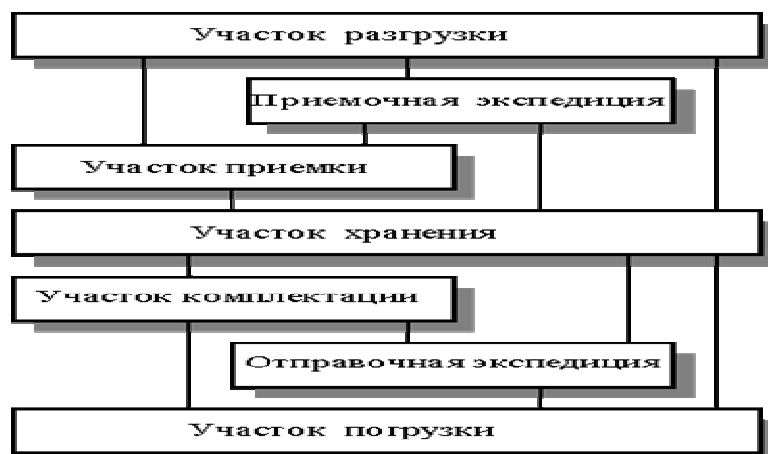 Участок разгрузки
Приемочная экспедиция
Участок приемки
Участок хранения
Участок комплектации
Отправочная экспедиция
Участок погрузки